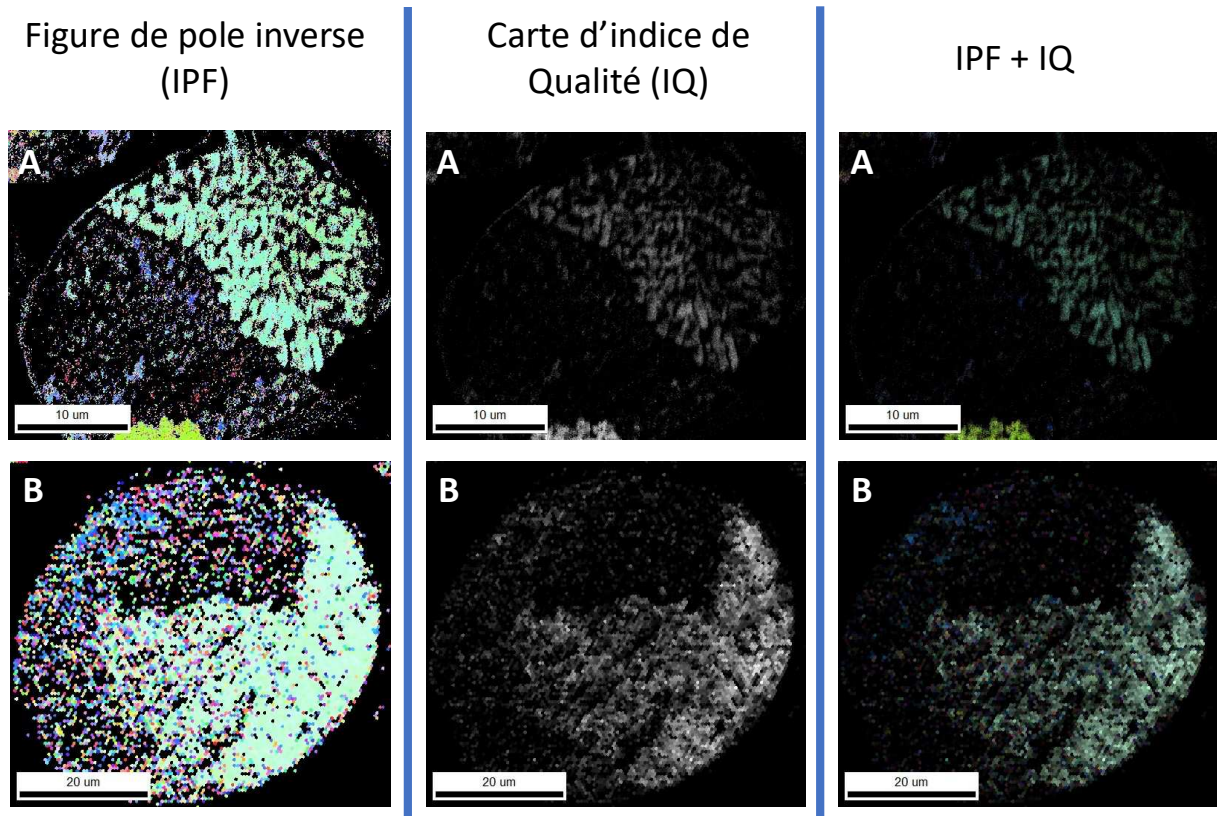 Figure de pole inverse
(IPF)
Carte d’indice de
Qualité (IQ)
IPF + IQ
A
10 um
A
10 um
A
10 um
B
20 um
B
20 um
B
20 um